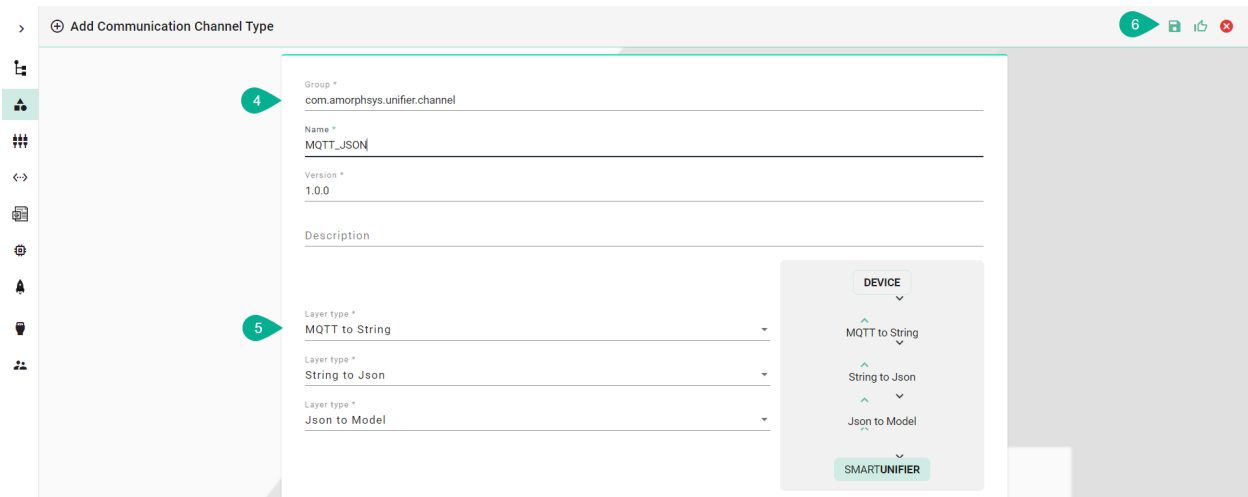 Add Communication Channel Type
6
Group *
4
com.amorphsys.unifier.channel
Name *
MQTT_JSON
Version *
1.0.0
Description
DEVICE
Layer type *
5
MQTT to String
MQTT to String
Layer type *
String to Json
String to Json
Layer type *
Json to Model
Json to Model
SMARTUNIFIER